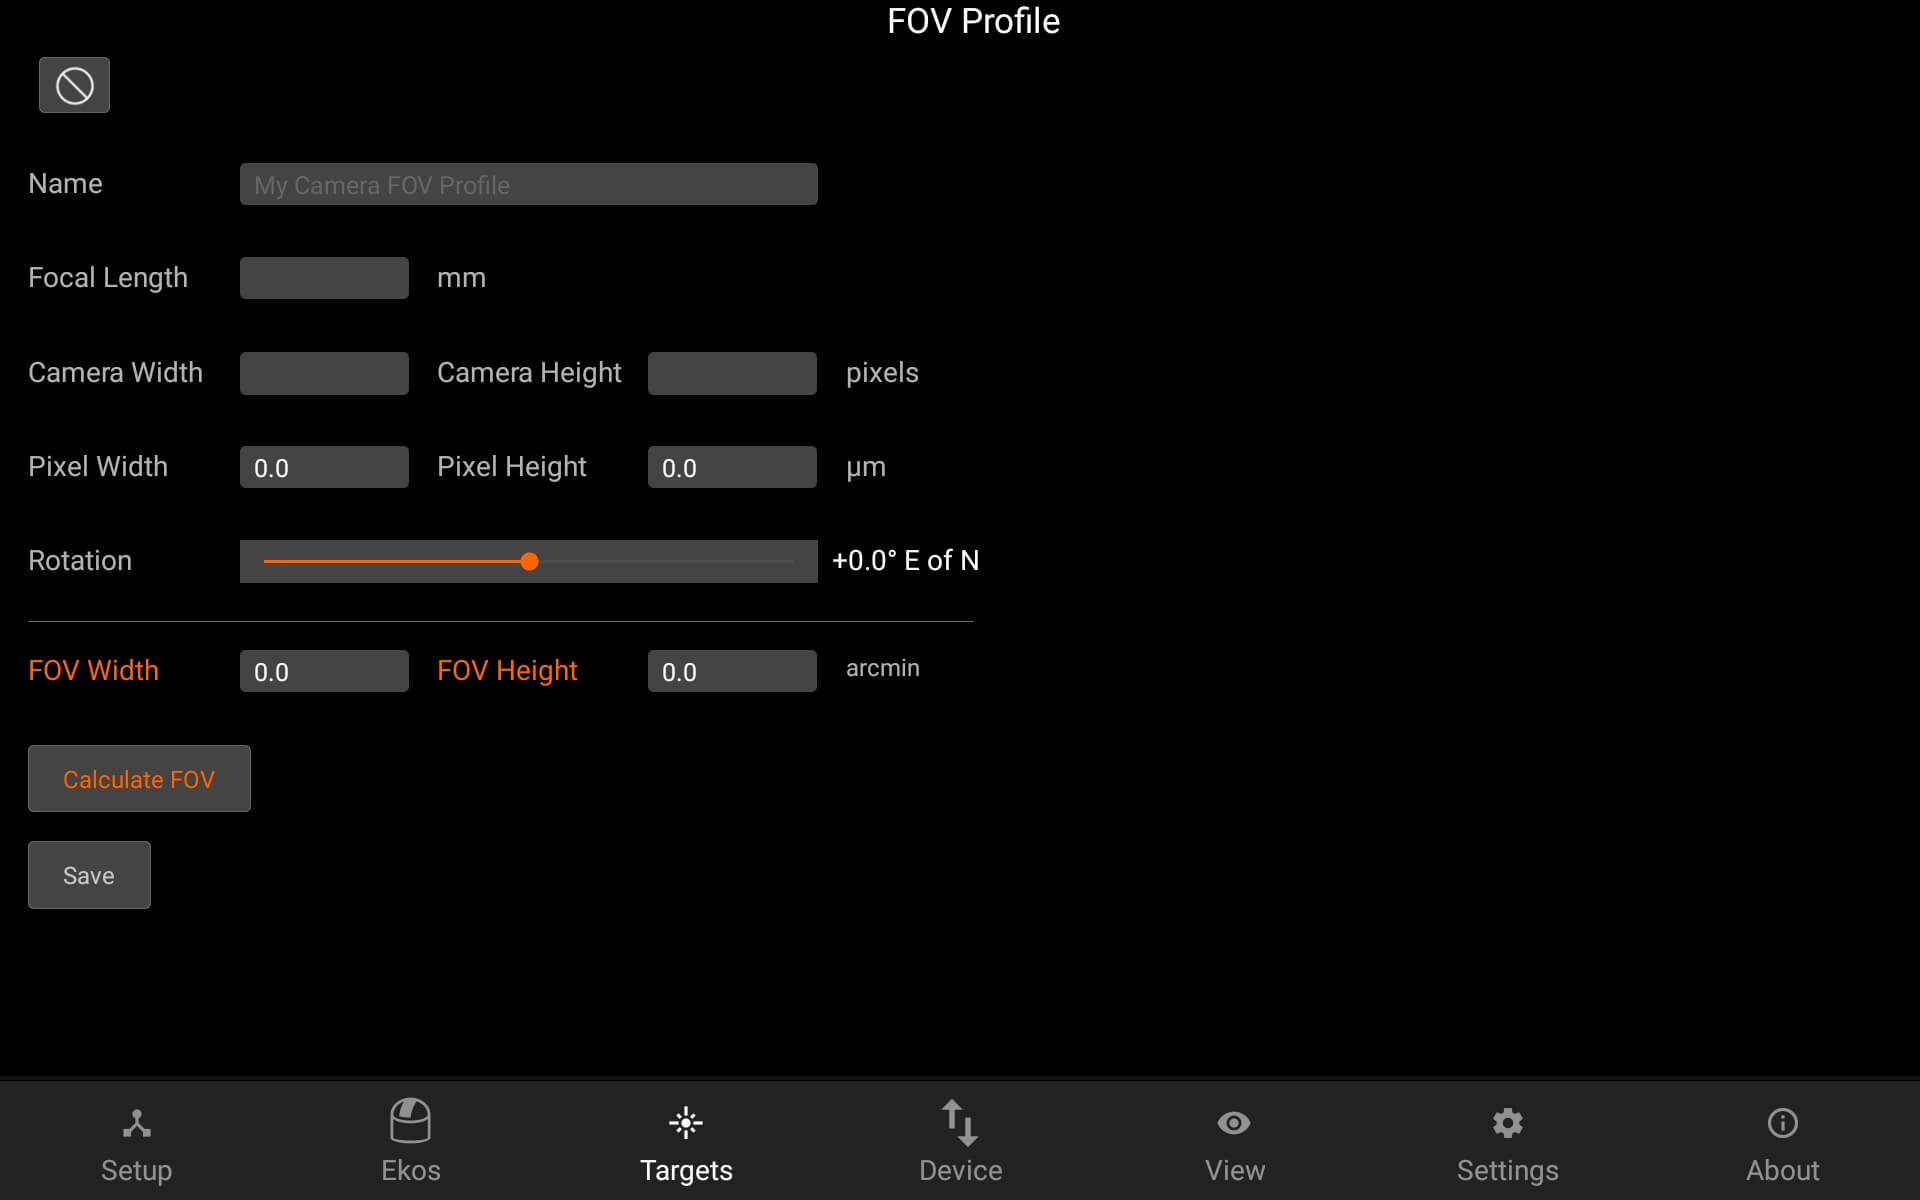 FOV Profile
Name My Camera FOV Profile
Focal Length mm
Camera Width Camera Height pixels
Pixel Width 0.0 Pixel Height 0.0 µm
Rotation +0.0° E of N
FOV Width 0.0 FOV Height 0.0 arcmin
Calculate FOV
Save
Setup Ekos Targets Device View Settings About